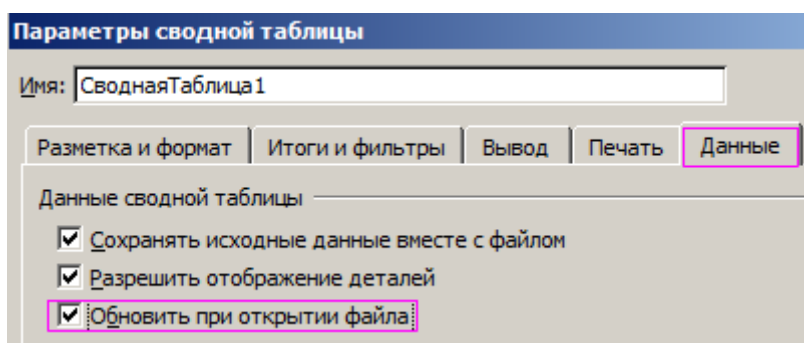 Параметры сводной таблицы
Имя: СводнаяТаблица1
Разметка и формат Итоги и фильтры Вывод Печать Данные
Данные сводной таблицы
Сохранять исходные данные вместе с файлом
Разрешить отображение деталей
Обновить при открытии файла